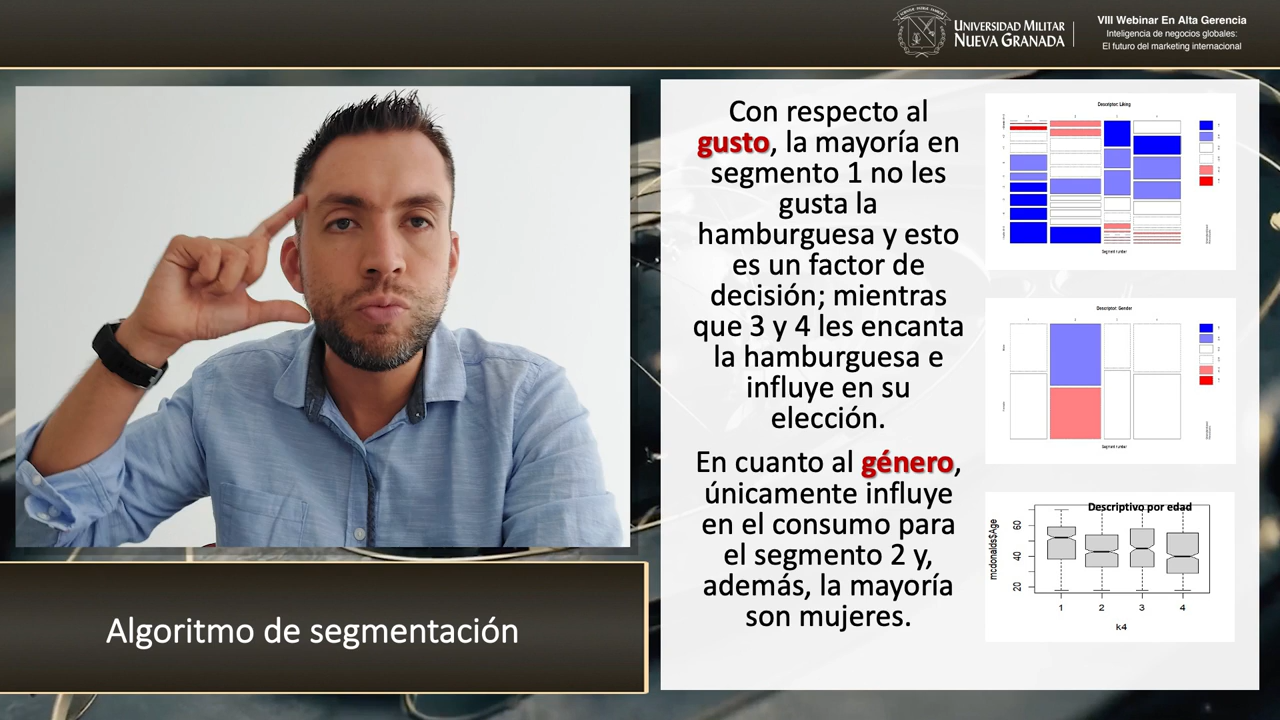 UNIVERSIDAD MILITAR
NUEVA GRANADA
VIII Webinar En Alta Gerencia
Inteligencia de negocios globales:
El futuro del marketing internacional
Con respecto al
gusto, la mayoría en
segmento 1 no les
gusta la
hamburguesa y esto
es un factor de
decisión; mientras
que 3 y 4 les encanta
la hamburguesa e
influye en su
elección.
En cuanto al género,
únicamente influye
en el consumo para
el segmento 2 y,
además, la mayoría
son mujeres.
Descriptor: Liking
Segment number
Descriptor: Gender
Segment number
Descriptivo por edad
mcdonalds$Age
60
40
20
1 2 3 4
k4
Algoritmo de segmentación